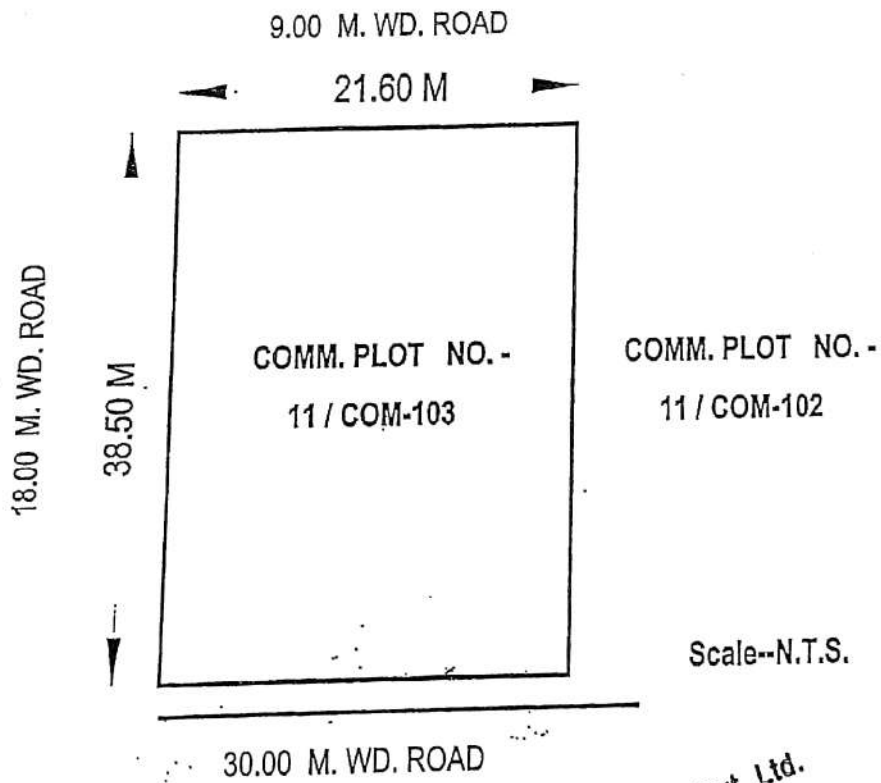 9.00 M. WD. ROAD
21.60 M
18.00 M. WD. ROAD
38.50 M
COMM. PLOT NO. -
11 / COM-103
COMM. PLOT NO. -
11 / COM-102
Scale--N.T.S.
30.00 M. WD. ROAD
Ltd.